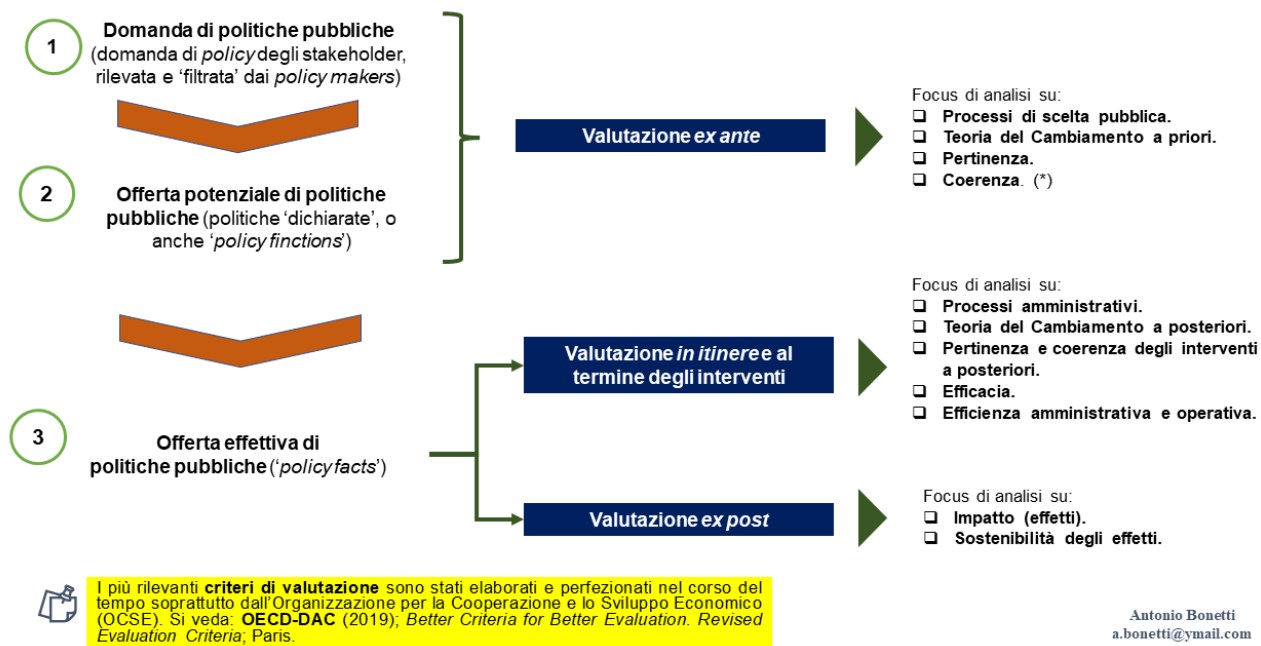 1
Domanda di politiche pubbliche
(domanda di policy degli stakeholder,
rilevata e ‘filtrata’ dai policy makers)
2
Offerta potenziale di politiche
pubbliche (politiche ‘dichiarate’, o
anche ‘policy finctions’)
Valutazione ex ante
Focus di analisi su:
❑ Processi di scelta pubblica.
❑ Teoria del Cambiamento a priori.
❑ Pertinenza.
❑ Coerenza. (*)
3
Offerta effettiva di
politiche pubbliche (‘policy facts’)
Valutazione in itinere e al
termine degli interventi
Focus di analisi su:
❑ Processi amministrativi.
❑ Teoria del Cambiamento a posteriori.
❑ Pertinenza e coerenza degli interventi
a posteriori.
❑ Efficacia.
❑ Efficienza amministrativa e operativa.
Valutazione ex post
Focus di analisi su:
❑ Impatto (effetti).
❑ Sostenibilità degli effetti.
I più rilevanti criteri di valutazione sono stati elaborati e perfezionati nel corso del
tempo soprattutto dall’Organizzazione per la Cooperazione e lo Sviluppo Economico
(OCSE). Si veda: OECD-DAC (2019); Better Criteria for Better Evaluation. Revised
Evaluation Criteria; Paris.
Antonio Bonetti
a.bonetti@ymail.com